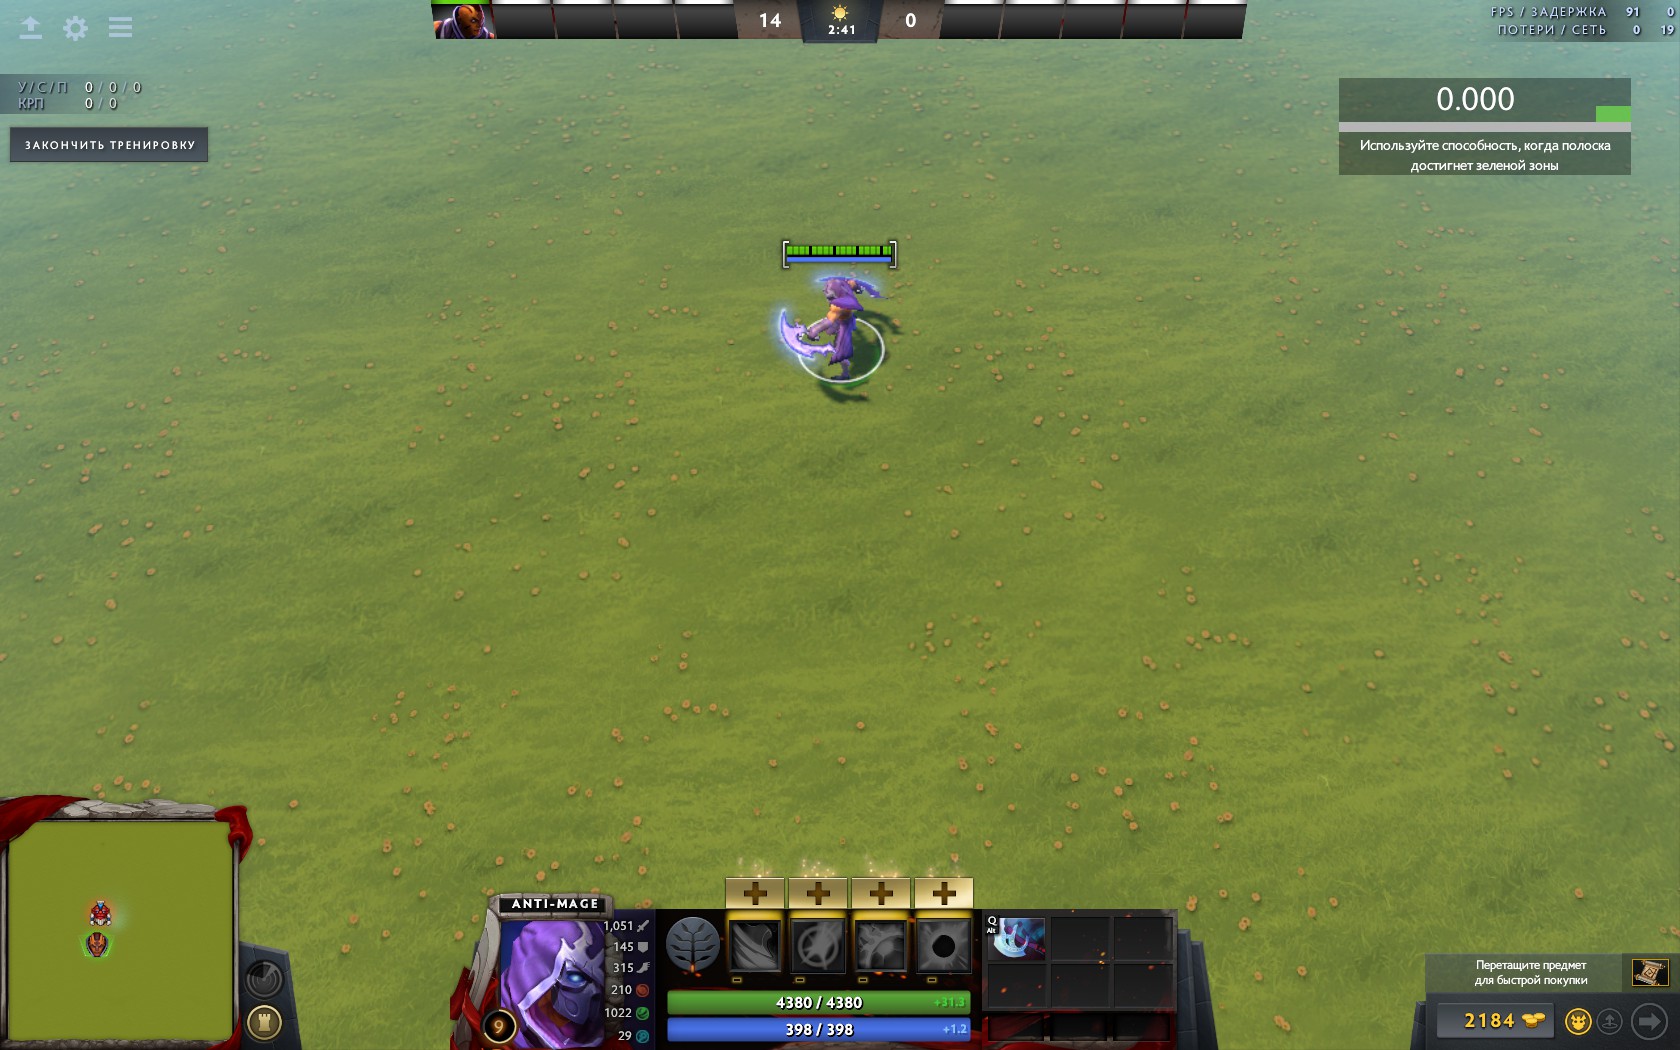 14
2:41
0
FPS / ЗАДЕРЖКА 91 0
ПОТЕРИ / СЕТЬ 0 19
У/С/П 0 / 0 / 0
КРП 0 / 0
ЗАКОНЧИТЬ ТРЕНИРОВКУ
0.000
Используйте способность, когда полоска
достигнет зеленой зоны
ANTI-MAGE
1,051
145
315
210
1022
29
9
4380 / 4380 +31.3
398 / 398 +1.2
Q
Alt
Перетащите предмет
для быстрой покупки
2184